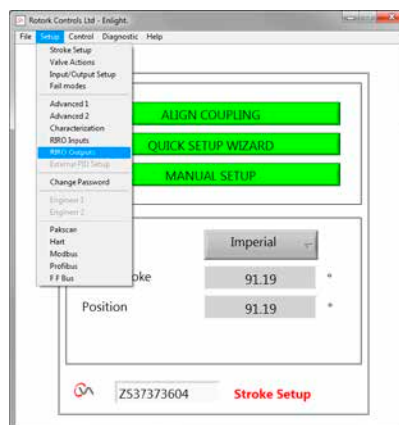 Rotork Controls Ltd - Enlight.
File Setup Control Diagnostic Help
Stroke Setup
Valve Actions
Input/Output Setup
Fail modes
Advanced 1
Advanced 2
Characterization
RIRO Inputs
RIRO Outputs
External PID Setup
Change Password
Engineer 1
Engineer 2
Pakscan
Hart
Modbus
Profibus
F F Bus
ALIGN COUPLING
QUICK SETUP WIZARD
MANUAL SETUP
Imperial
oke 91.19 °
Position 91.19 °
ZS37373604 Stroke Setup